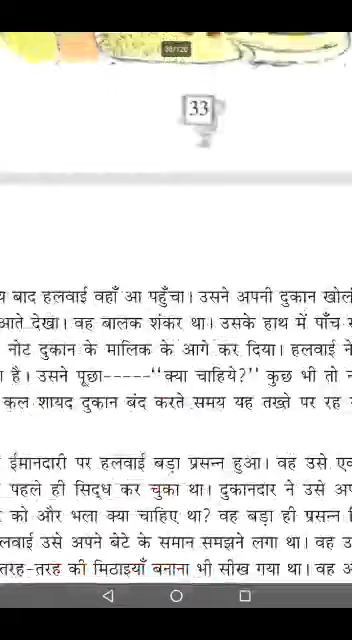 38/120
33
बाद हलवाई वहाँ आ पहुँचा। उसने अपनी दुकान खोली
आते देखा। वह बालक शंकर था। उसके हाथ में पाँच
नोट दुकान के मालिक के आगे कर दिया। हलवाई ने
है। उसने पूछा-----"क्या चाहिये?" कुछ भी तो
कल शायद दुकान बंद करते समय यह तख्ते पर रह
ईमानदारी पर हलवाई बड़ा प्रसन्न हुआ। वह उसे
पहले ही सिद्ध कर चुका था। दुकानदार ने उसे
को और भला क्या चाहिए था? वह बड़ा ही प्रसन्न
उसे अपने बेटे के समान समझने लगा था। वह
तरह-तरह की मिठाइयाँ बनाना भी सीख गया था। वह